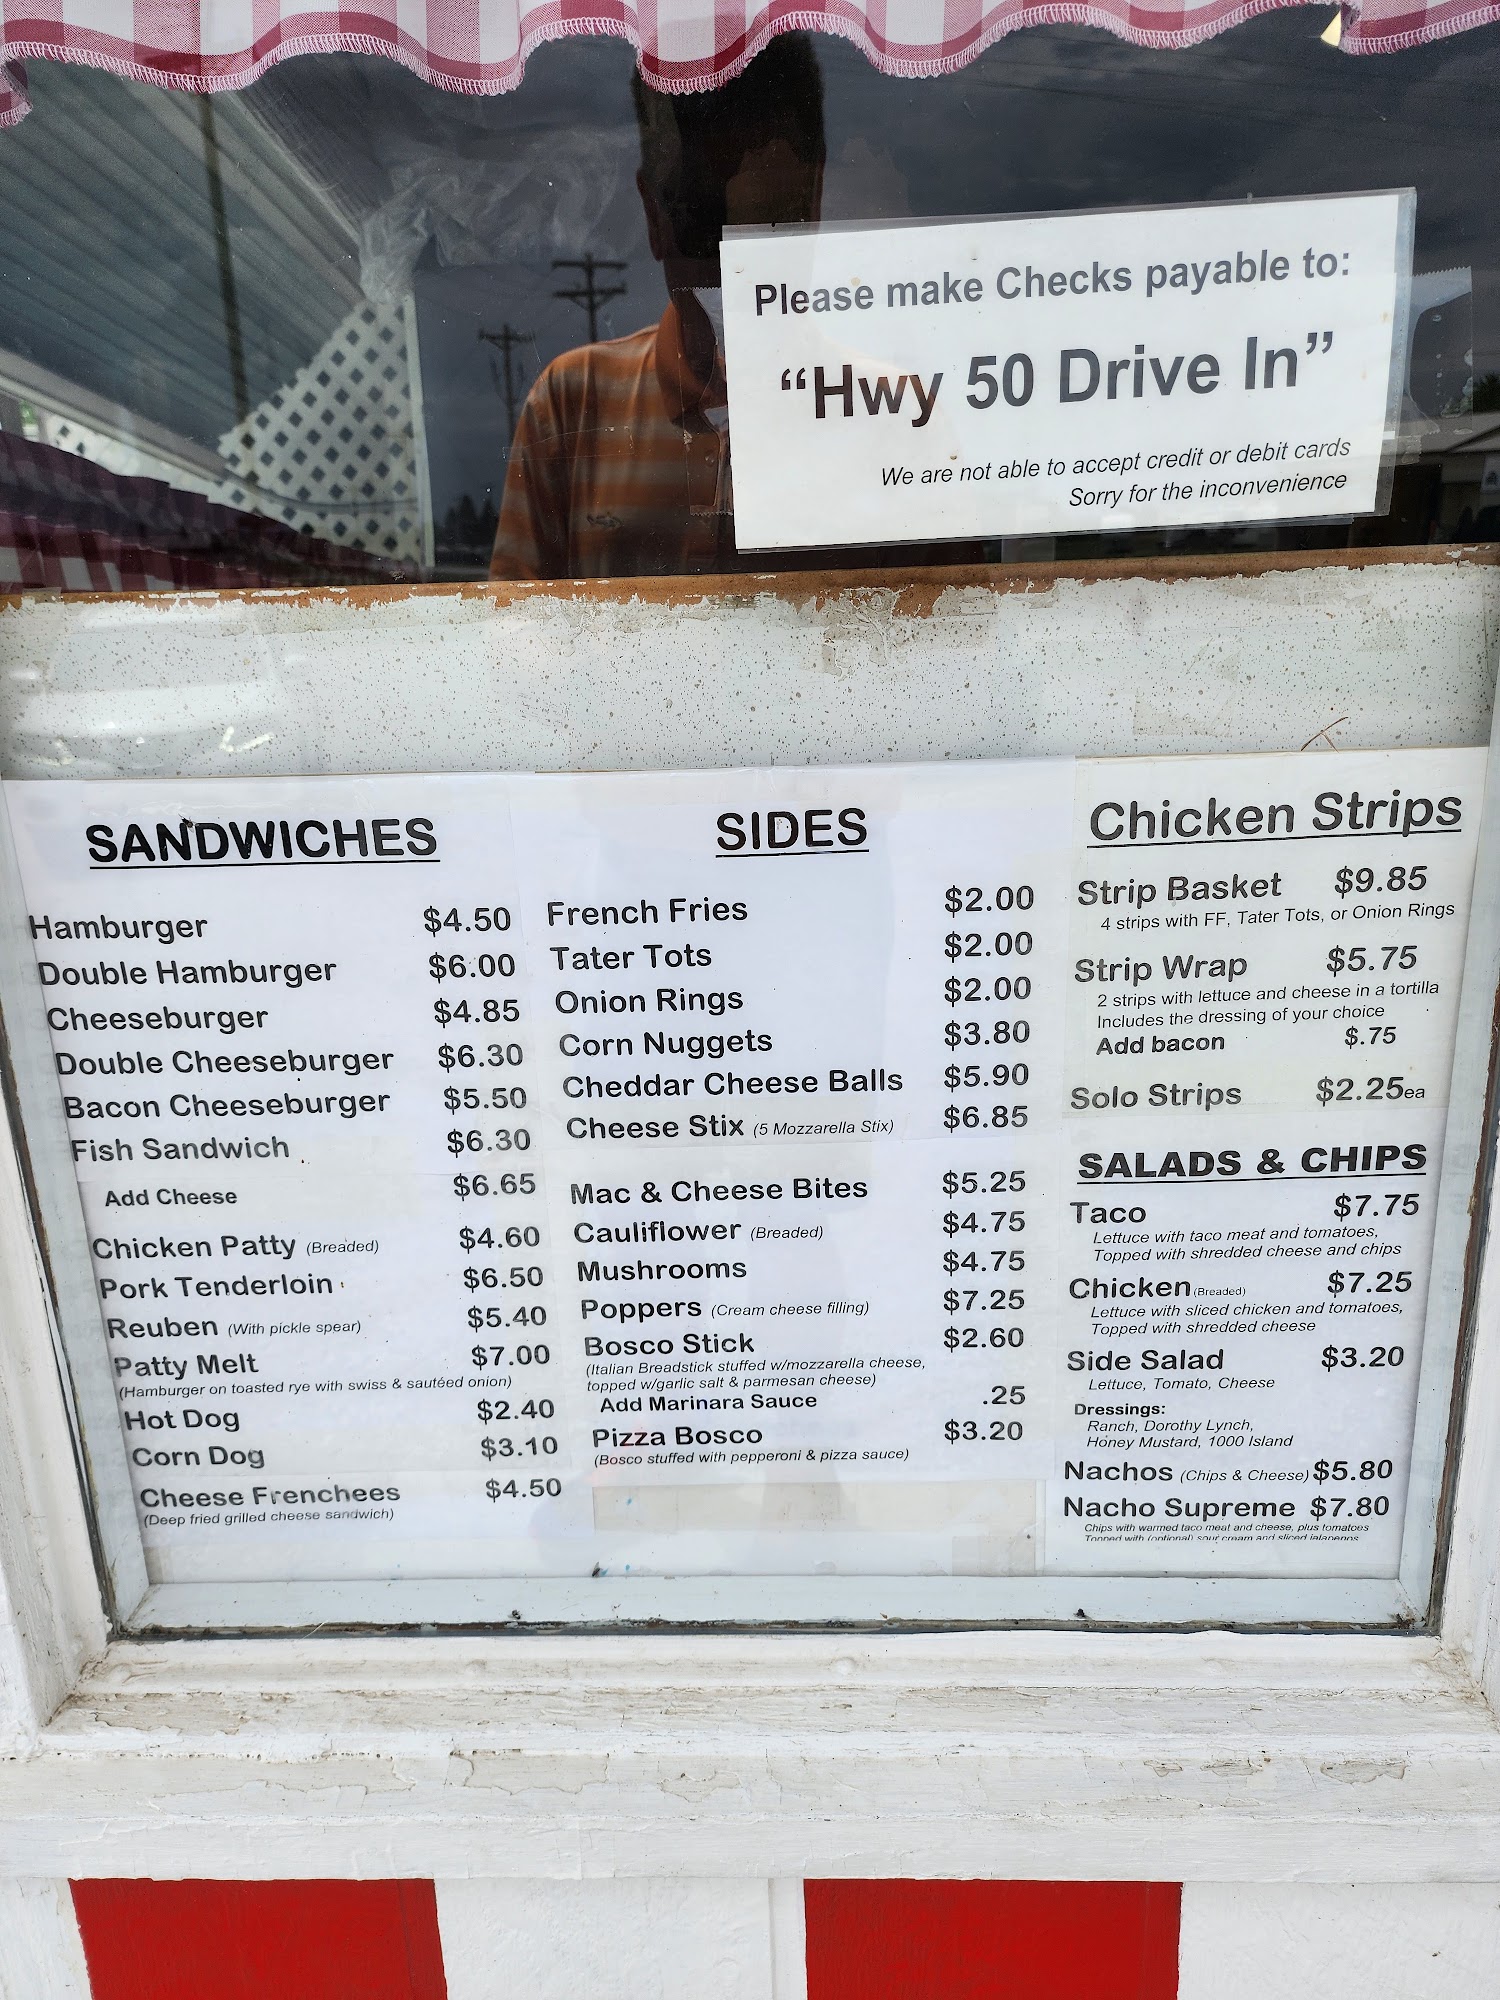 Please make Checks payable to:
“Hwy 50 Drive In”
We are not able to accept credit or debit cards
Sorry for the inconvenience
SANDWICHES
Hamburger $4.50
Double Hamburger $6.00
Cheeseburger $4.85
Double Cheeseburger $6.30
Bacon Cheeseburger $5.50
Fish Sandwich $6.30
Add Cheese $6.65
Chicken Patty (Breaded) $4.60
Pork Tenderloin $6.50
Reuben (With pickle spear) $5.40
Patty Melt $7.00
(Hamburger on toasted rye with swiss & sautéed onion)
Hot Dog $2.40
Corn Dog $3.10
Cheese Frenchees $4.50
(Deep fried grilled cheese sandwich)
SIDES
French Fries $2.00
Tater Tots $2.00
Onion Rings $2.00
Corn Nuggets $3.80
Cheddar Cheese Balls $5.90
Cheese Stix (5 Mozzarella Stix) $6.85
Mac & Cheese Bites $5.25
Cauliflower (Breaded) $4.75
Mushrooms $4.75
Poppers (Cream cheese filling) $7.25
Bosco Stick $2.60
(Italian Breadstick stuffed w/mozzarella cheese,
topped w/garlic salt & parmesan cheese)
Add Marinara Sauce .25
Pizza Bosco $3.20
(Bosco stuffed with pepperoni & pizza sauce)
Chicken Strips
Strip Basket $9.85
4 strips with FF, Tater Tots, or Onion Rings
Strip Wrap $5.75
2 strips with lettuce and cheese in a tortilla
Includes the dressing of your choice
Add bacon $.75
Solo Strips $2.25ea
SALADS & CHIPS
Taco $7.75
Lettuce with taco meat and tomatoes,
Topped with shredded cheese and chips
Chicken (Breaded) $7.25
Lettuce with sliced chicken and tomatoes,
Topped with shredded cheese
Side Salad $3.20
Lettuce, Tomato, Cheese
Dressings:
Ranch, Dorothy Lynch,
Honey Mustard, 1000 Island
Nachos (Chips & Cheese) $5.80
Nacho Supreme $7.80
Chips with warmed taco meat and cheese, plus tomatoes
Topped with (optional) sour cream and sliced jalapenos